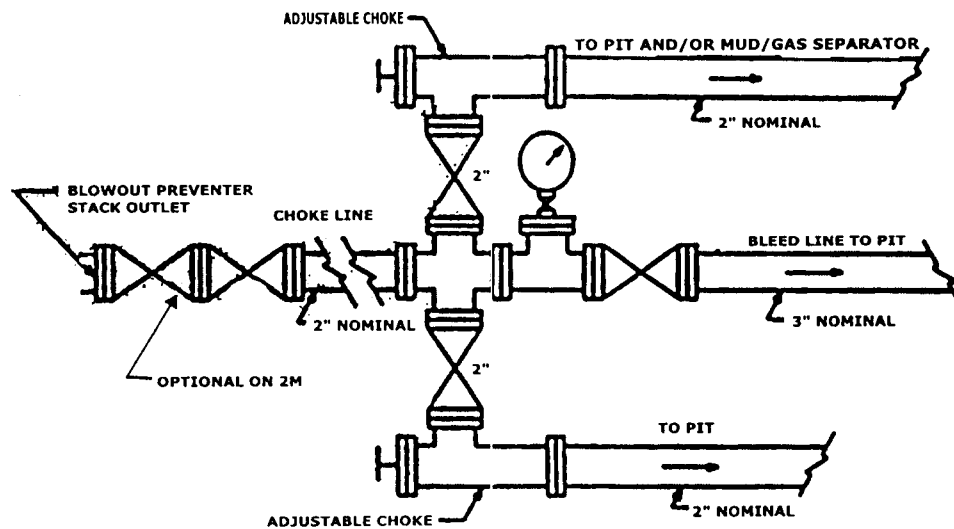 ADJUSTABLE CHOKE
TO PIT AND/OR MUD/GAS SEPARATOR
2" NOMINAL
2"
BLOWOUT PREVENTER
STACK OUTLET
CHOKE LINE
BLEED LINE TO PIT
2" NOMINAL
3" NOMINAL
2"
OPTIONAL ON 2M
TO PIT
2" NOMINAL
ADJUSTABLE CHOKE